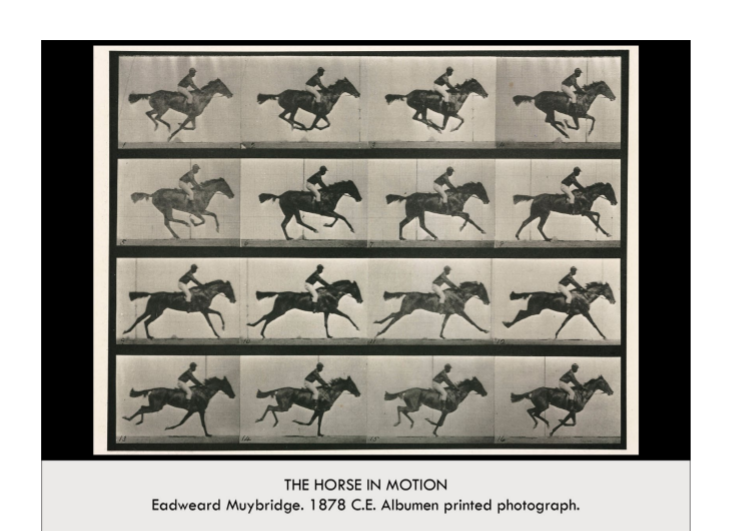 THE HORSE IN MOTION
Eadweard Muybridge. 1878 C.E. Albumen printed photograph.